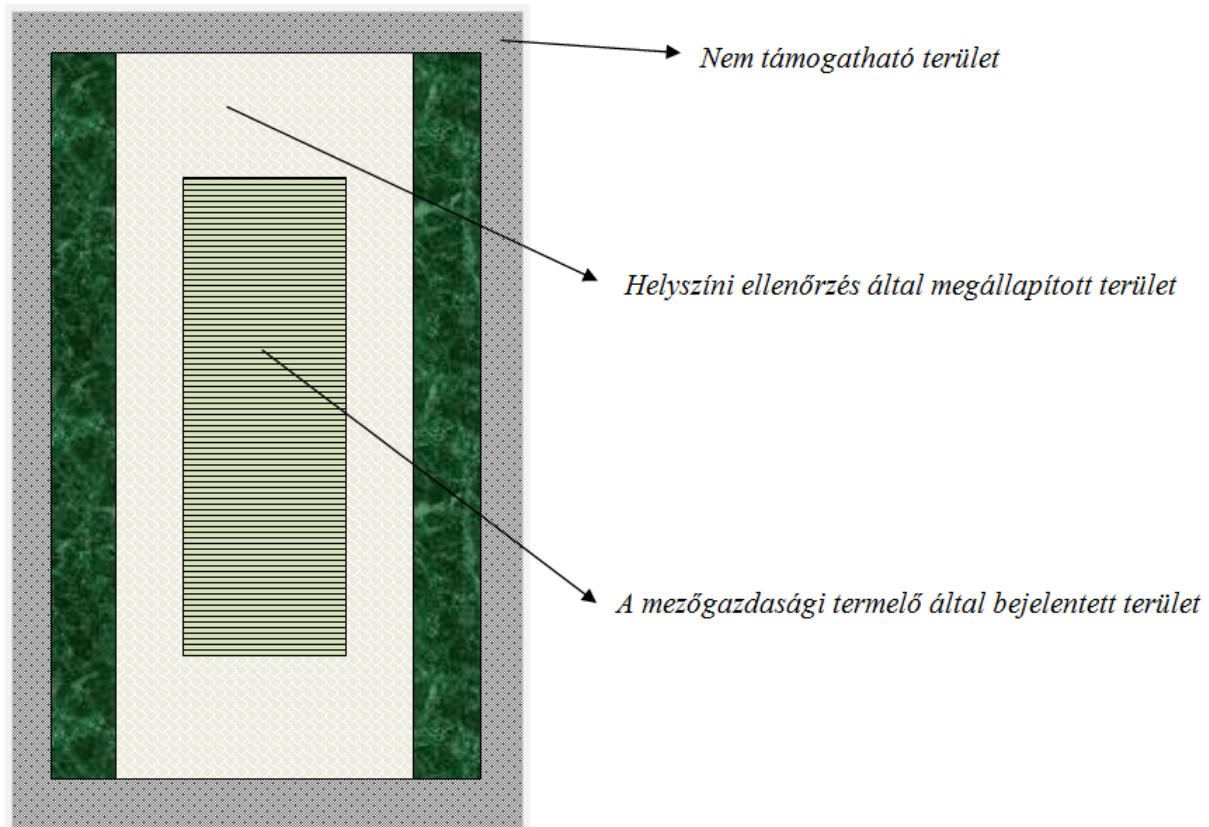 Nem támogatható terület
Helyszíni ellenőrzés által megállapított terület
A mezőgazdasági termelő által bejelentett terület